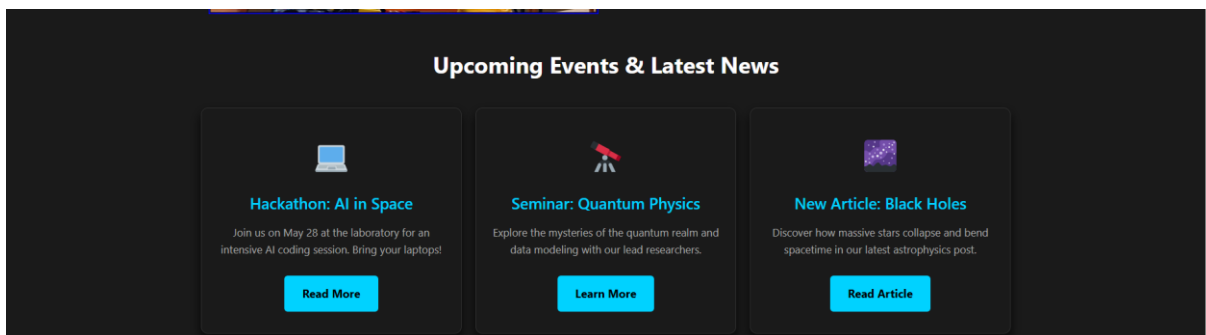 Upcoming Events & Latest News
Hackathon: AI in Space
Join us on May 28 at the laboratory for an
intensive AI coding session. Bring your laptops!
Read More
Seminar: Quantum Physics
Explore the mysteries of the quantum realm and
data modeling with our lead researchers.
Learn More
New Article: Black Holes
Discover how massive stars collapse and bend
spacetime in our latest astrophysics post.
Read Article